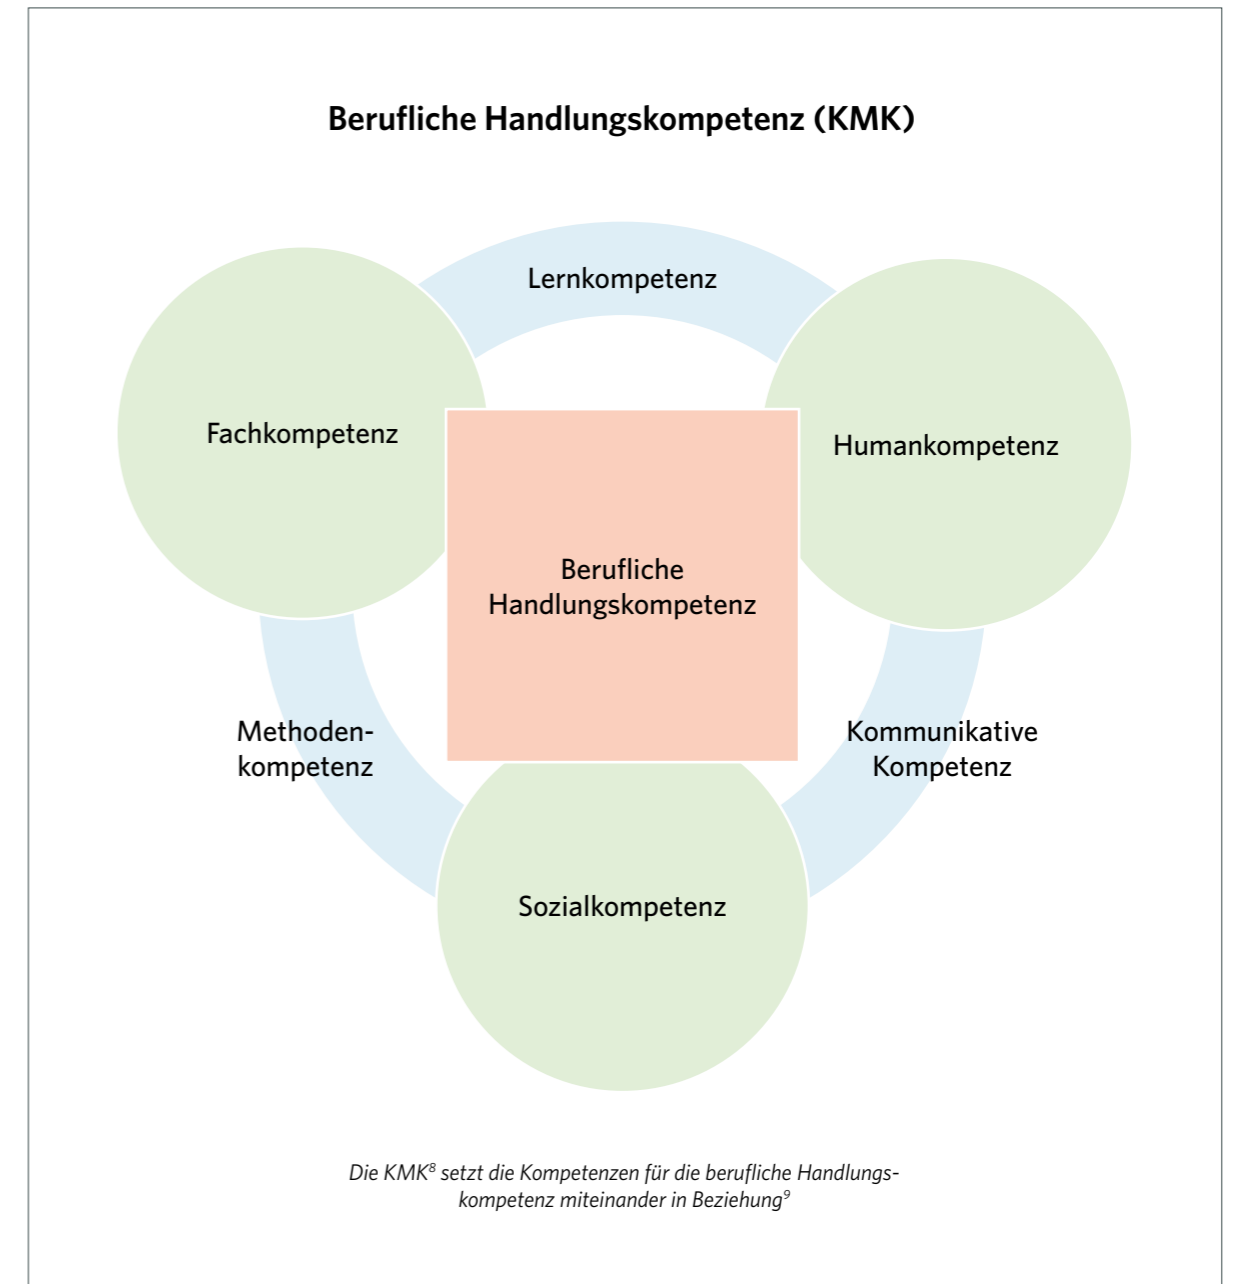 Berufliche Handlungskompetenz (KMK)
Lernkompetenz
Fachkompetenz
Humankompetenz
Berufliche
Handlungskompetenz
Methoden-
kompetenz
Kommunikative
Kompetenz
Sozialkompetenz
Die KMK⁸ setzt die Kompetenzen für die berufliche Handlungs-
kompetenz miteinander in Beziehung⁹